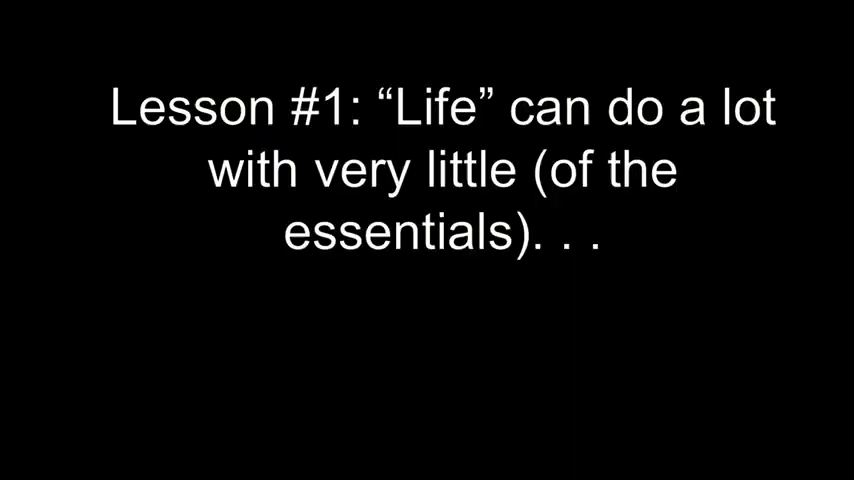 Lesson #1: “Life” can do a lot
with very little (of the
essentials). . .